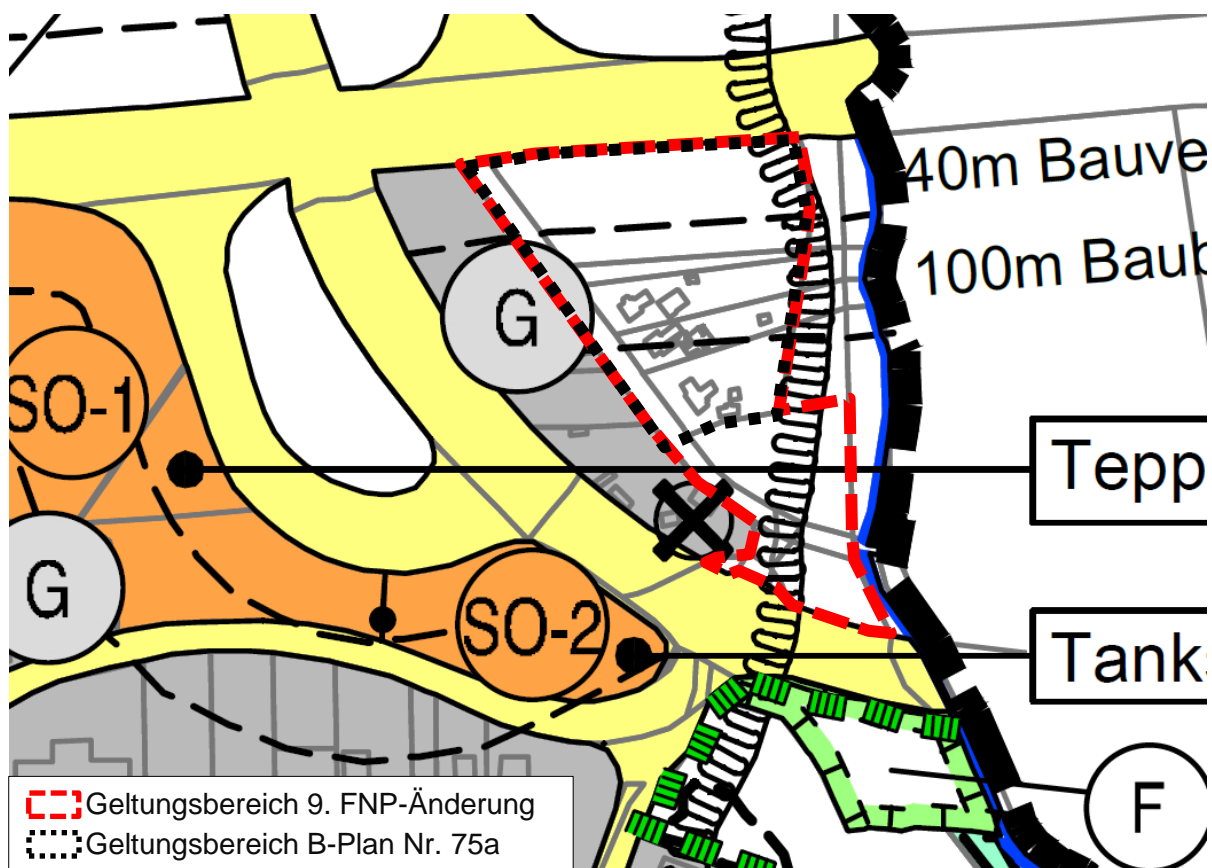 40m Bauve
100m Baub
G
SO-1
Tepp
G
SO-2
Tanks
F
Geltungsbereich 9. FNP-Änderung
Geltungsbereich B-Plan Nr. 75a